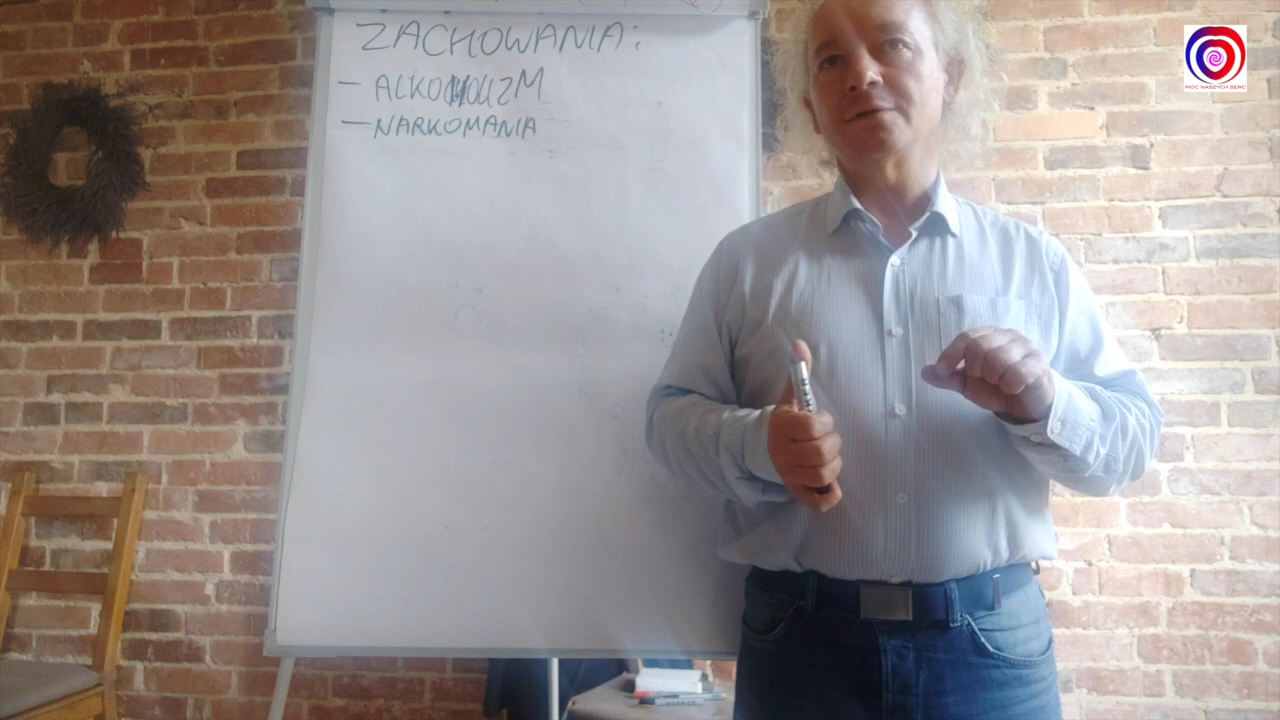 ZACHOWANIA:
- ALKOHOLIZM
- NARKOMANIA
MOC NASZYCH SERC